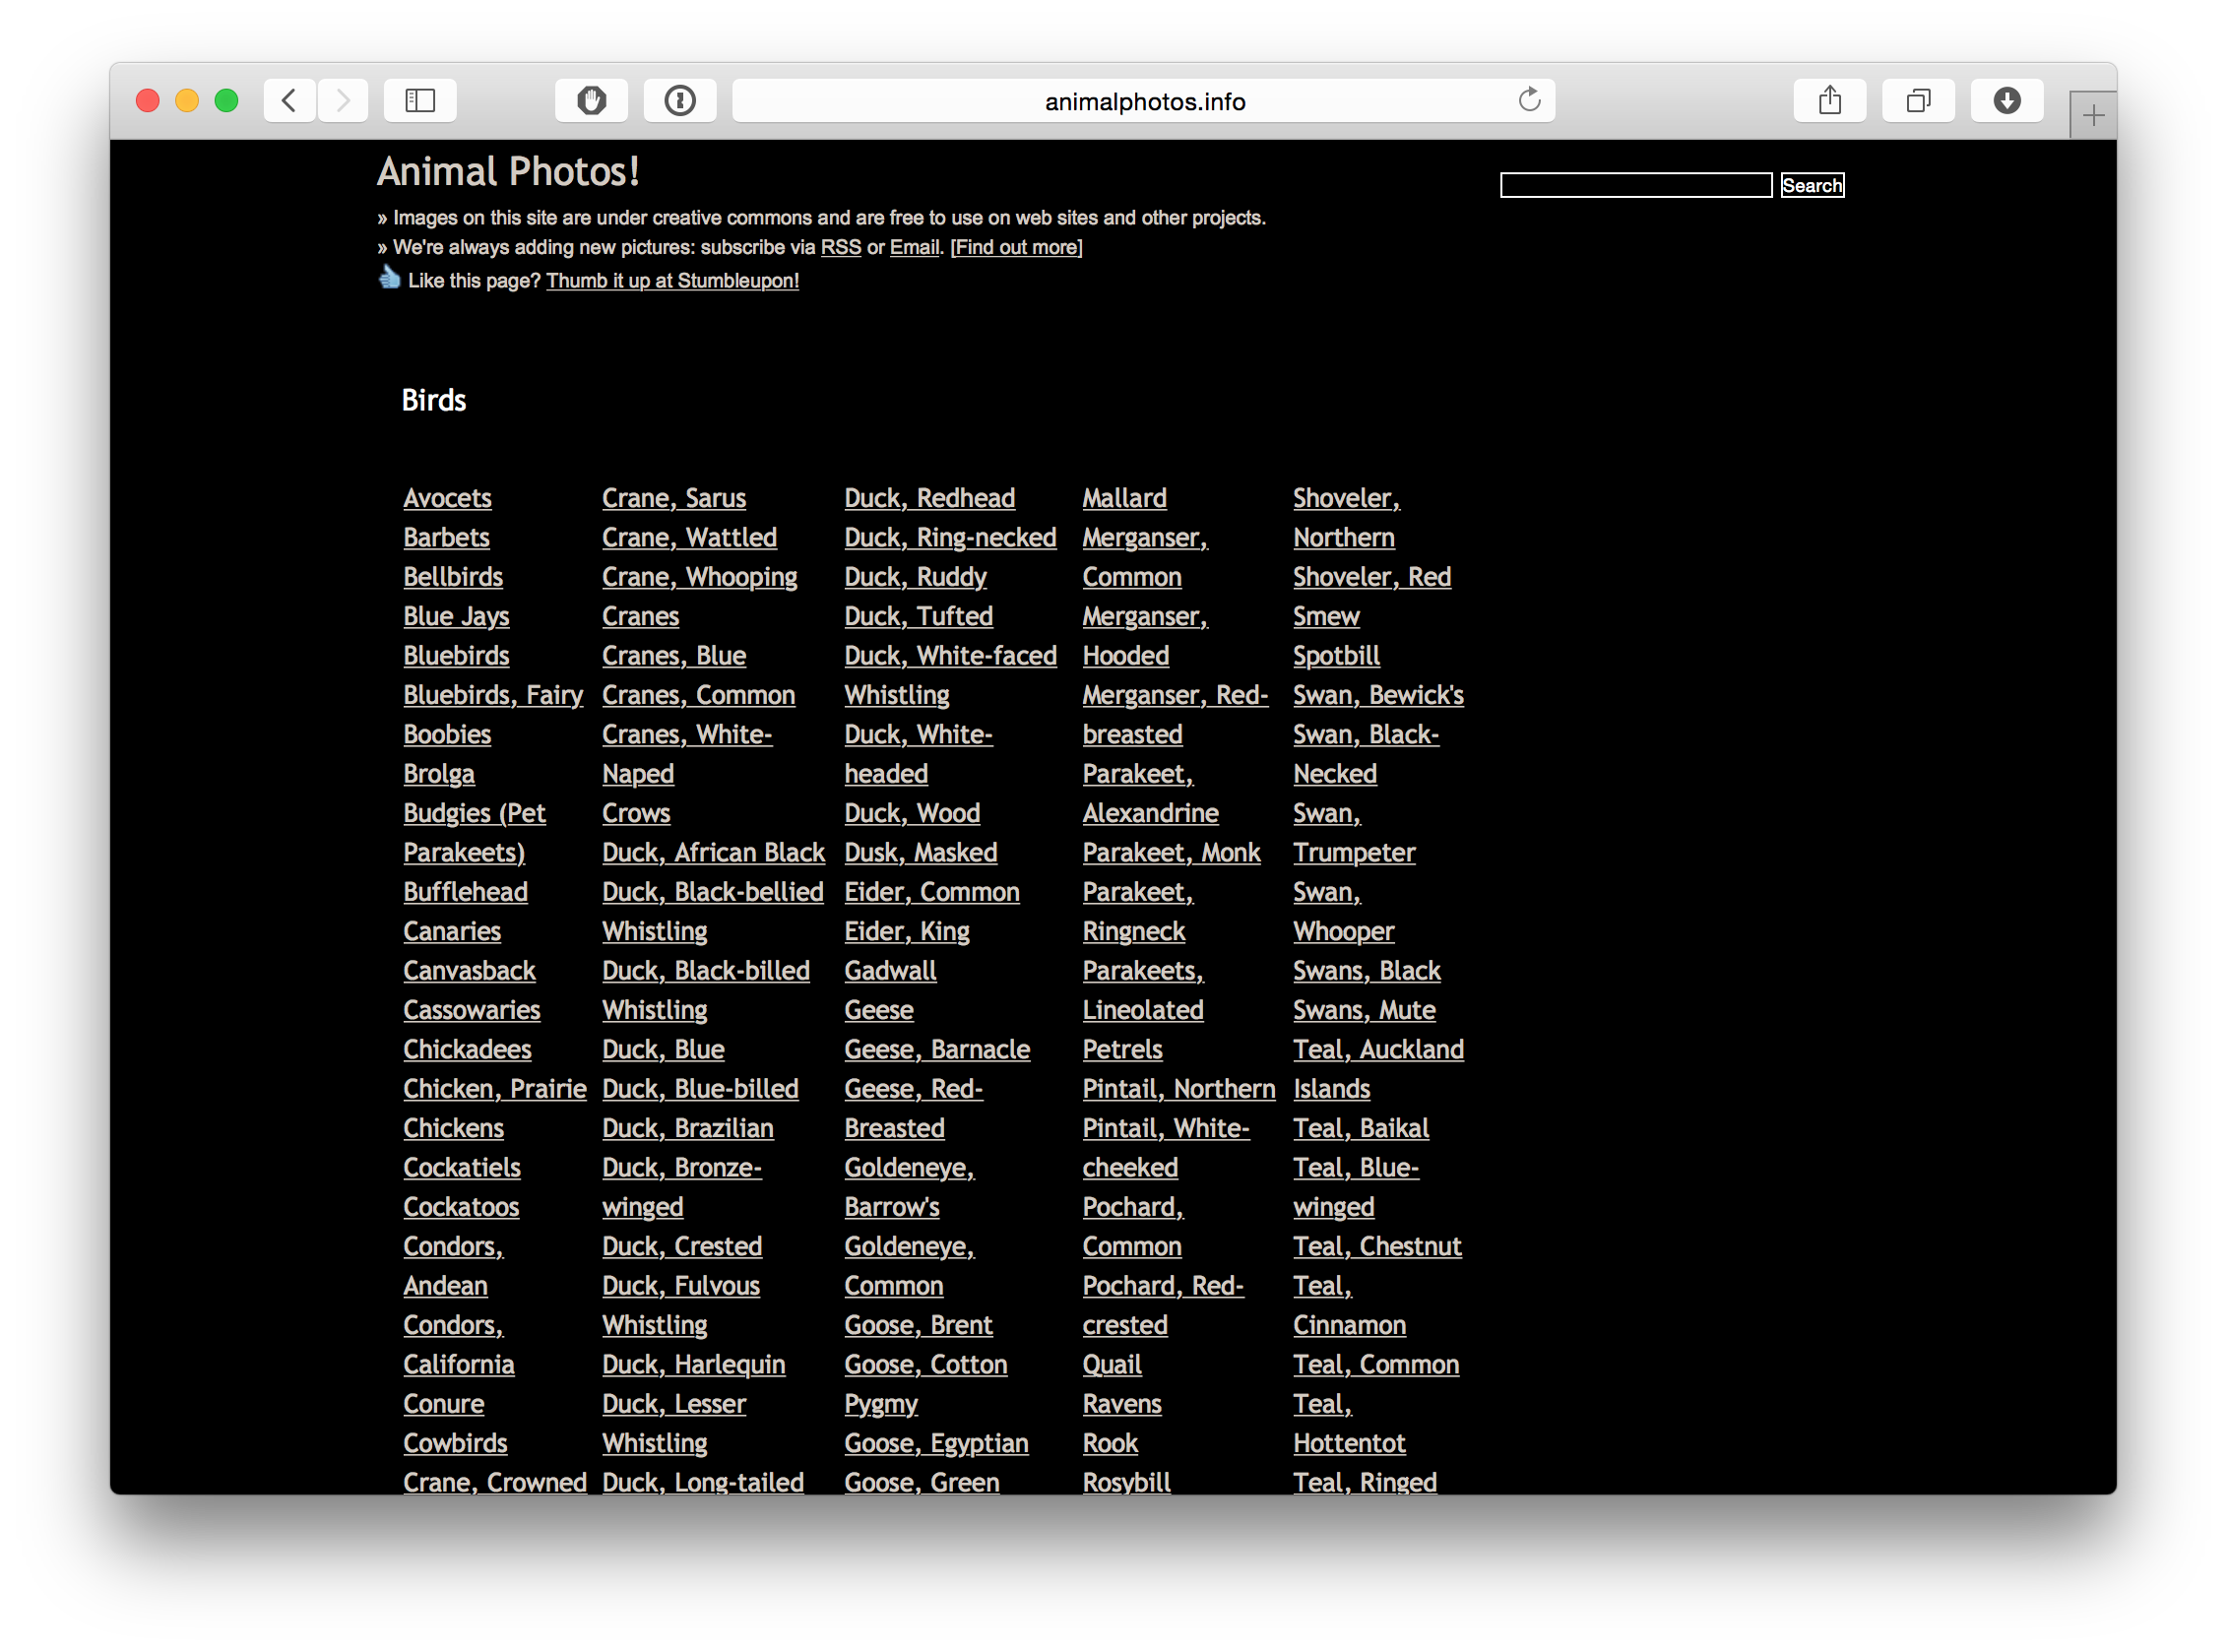 animalphotos.info
Animal Photos!
Search
» Images on this site are under creative commons and are free to use on web sites and other projects.
» We're always adding new pictures: subscribe via RSS or Email. [Find out more]
Like this page? Thumb it up at Stumbleupon!
Birds
Avocets
Barbets
Bellbirds
Blue Jays
Bluebirds
Bluebirds, Fairy
Boobies
Brolga
Budgies (Pet
Parakeets)
Bufflehead
Canaries
Canvasback
Cassowaries
Chickadees
Chicken, Prairie
Chickens
Cockatiels
Cockatoos
Condors,
Andean
Condors,
California
Conure
Cowbirds
Crane, Crowned
Crane, Sarus
Crane, Wattled
Crane, Whooping
Cranes
Cranes, Blue
Cranes, Common
Cranes, White-
Naped
Crows
Duck, African Black
Duck, Black-bellied
Whistling
Duck, Black-billed
Whistling
Duck, Blue
Duck, Blue-billed
Duck, Brazilian
Duck, Bronze-
winged
Duck, Crested
Duck, Fulvous
Whistling
Duck, Harlequin
Duck, Lesser
Whistling
Duck, Long-tailed
Duck, Redhead
Duck, Ring-necked
Duck, Ruddy
Duck, Tufted
Duck, White-faced
Whistling
Duck, White-
headed
Duck, Wood
Dusk, Masked
Eider, Common
Eider, King
Gadwall
Geese
Geese, Barnacle
Geese, Red-
Breasted
Goldeneye,
Barrow's
Goldeneye,
Common
Goose, Brent
Goose, Cotton
Pygmy
Goose, Egyptian
Goose, Green
Mallard
Merganser,
Common
Merganser,
Hooded
Merganser, Red-
breasted
Parakeet,
Alexandrine
Parakeet, Monk
Parakeet,
Ringneck
Parakeets,
Lineolated
Petrels
Pintail, Northern
Pintail, White-
cheeked
Pochard,
Common
Pochard, Red-
crested
Quail
Ravens
Rook
Rosybill
Shoveler,
Northern
Shoveler, Red
Smew
Spotbill
Swan, Bewick's
Swan, Black-
Necked
Swan,
Trumpeter
Swan,
Whooper
Swans, Black
Swans, Mute
Teal, Auckland
Islands
Teal, Baikal
Teal, Blue-
winged
Teal, Chestnut
Teal,
Cinnamon
Teal, Common
Teal,
Hottentot
Teal, Ringed